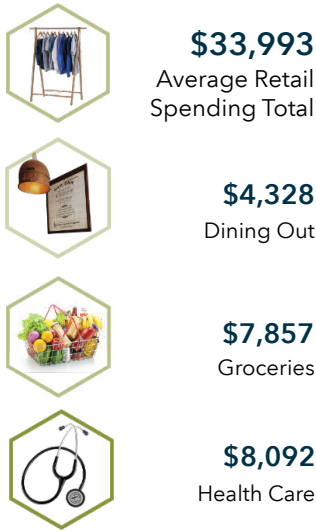 $33,993
Average Retail
Spending Total
$4,328
Dining Out
$7,857
Groceries
$8,092
Health Care